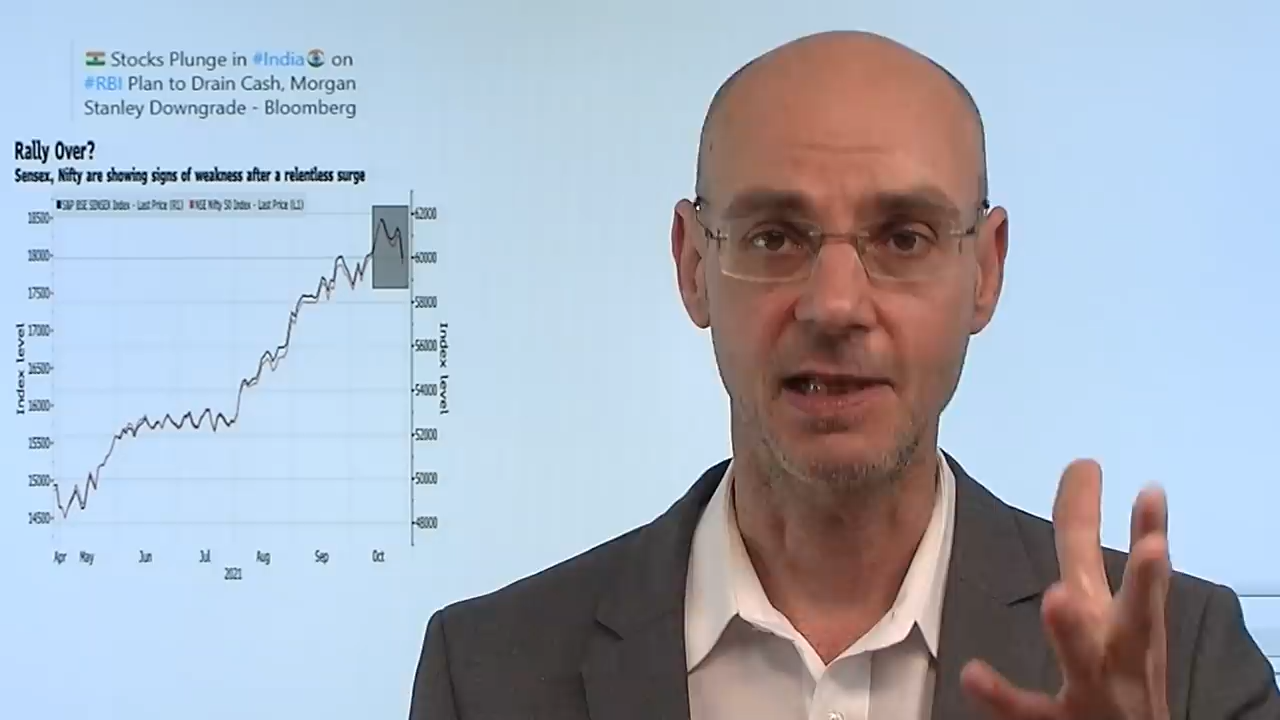 Stocks Plunge in #India on
#RBI Plan to Drain Cash, Morgan
Stanley Downgrade - Bloomberg
Rally Over?
Sensex, Nifty are showing signs of weakness after a relentless surge
S&P BSE SENSEX Index - Last Price (R1) NSE Nifty 50 Index - Last Price (L1)
18500
18000
17500
17000
16500
16000
15500
15000
14500
Index level
62000
60000
58000
56000
54000
52000
50000
48000
Index level
Apr May Jun Jul Aug Sep Oct
2021